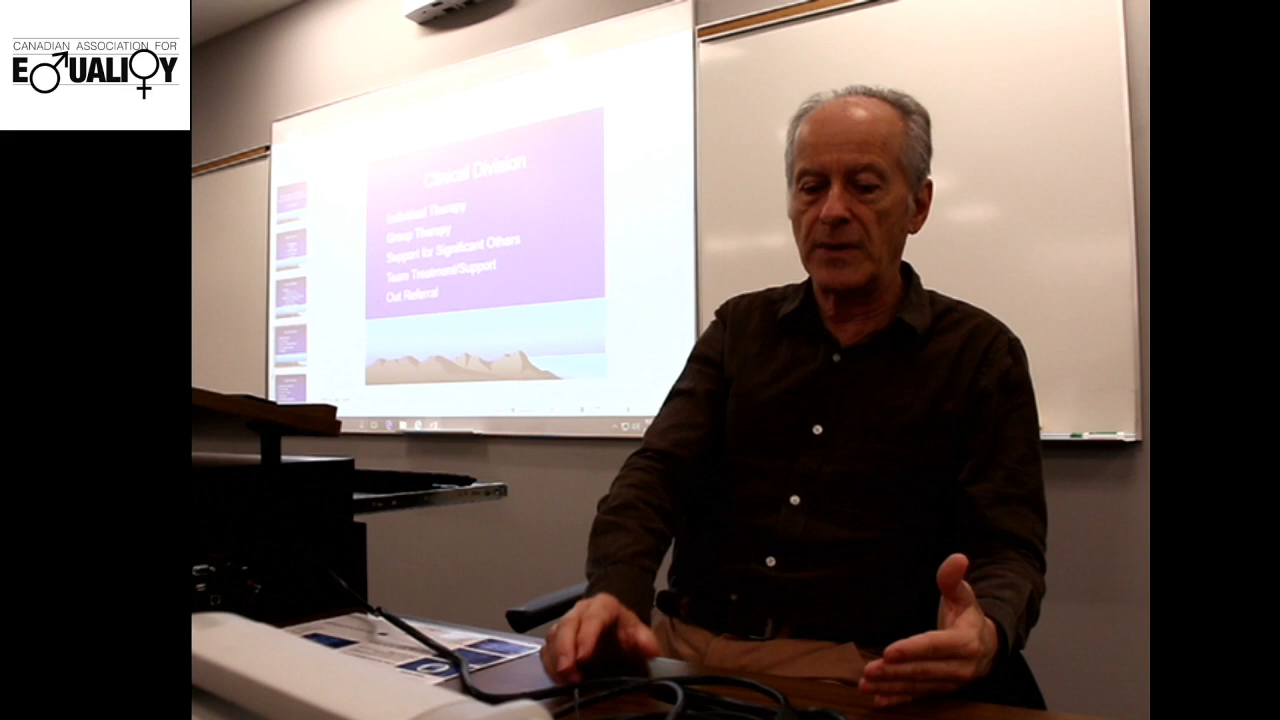 CANADIAN ASSOCIATION FOR
EQUALITY
Clinical Division
Individual Therapy
Group Therapy
Support for Significant Others
Team Treatment/Support
Out Referral